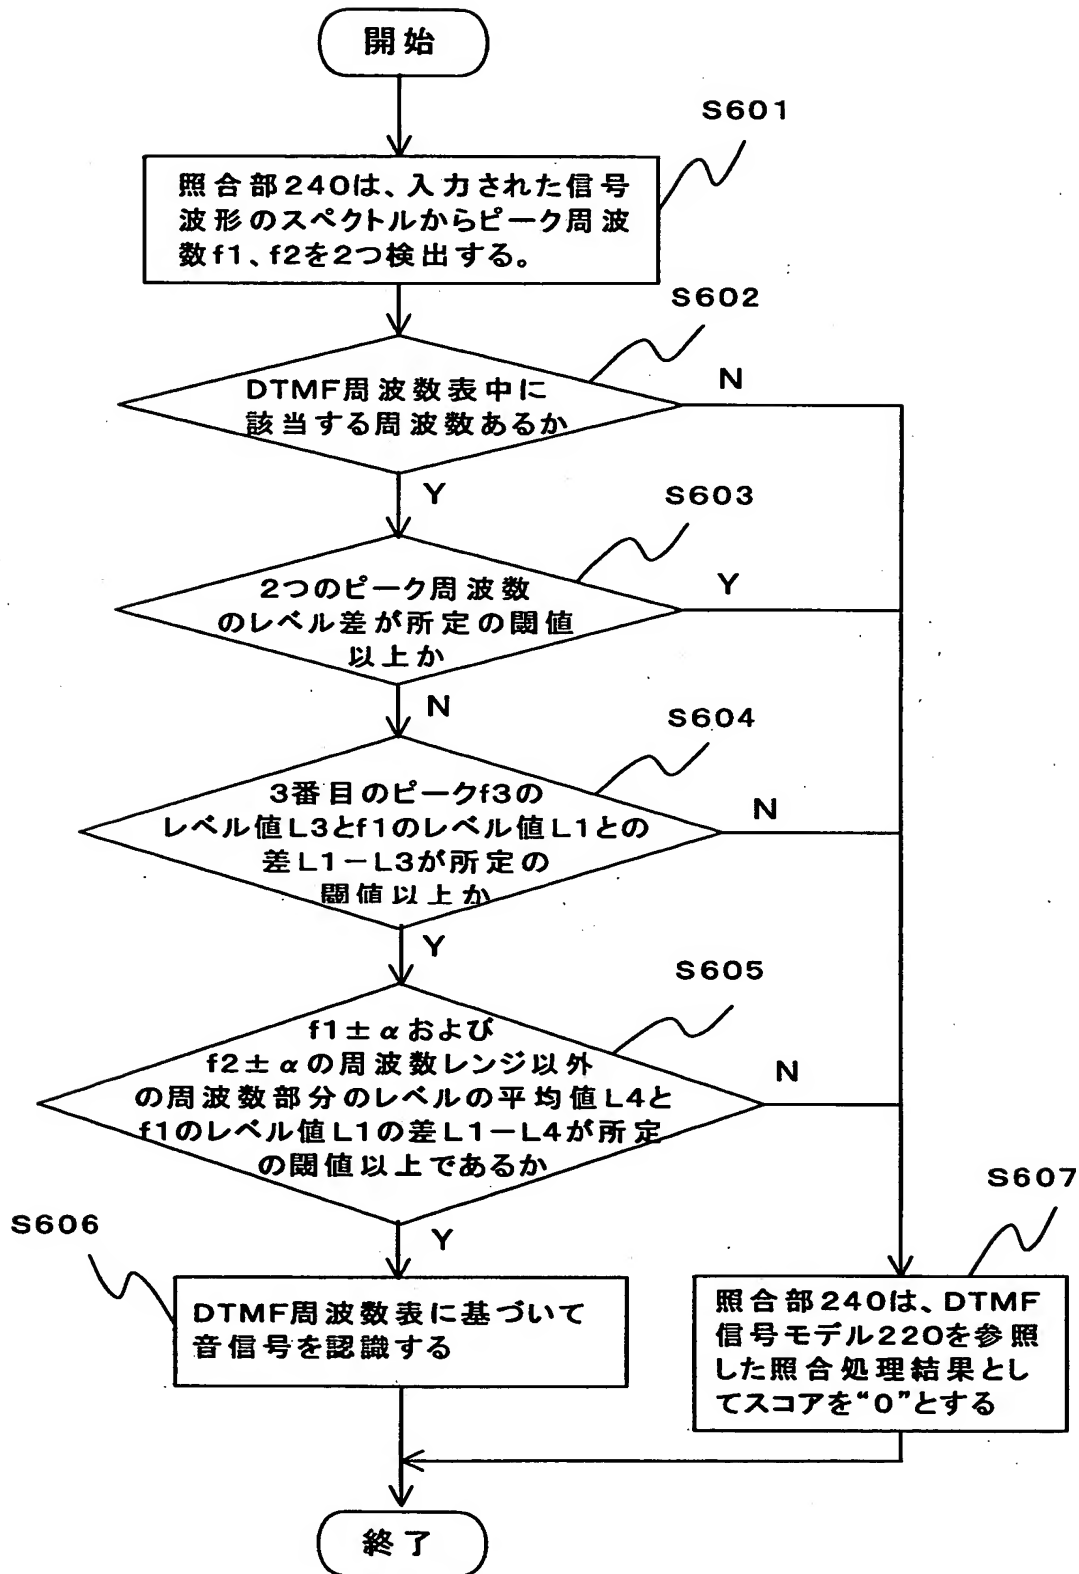 開始
S601
照合部240は、入力された信号
波形のスペクトルからピーク周波
数f1、f2を2つ検出する。
S602
DTMF周波数表中に
該当する周波数あるか
N
Y
S603
2つのピーク周波数
のレベル差が所定の閾値
以上か
Y
N
S604
3番目のピークf3の
レベル値L3とf1のレベル値L1との
差L1－L3が所定の
閾値以上か
N
Y
S605
f1±αおよび
f2±αの周波数レンジ以外
の周波数部分のレベルの平均値L4と
f1のレベル値L1の差L1－L4が所定
の閾値以上であるか
N
Y
S606
DTMF周波数表に基づいて
音信号を認識する
S607
照合部240は、DTMF
信号モデル220を参照
した照合処理結果とし
てスコアを“0”とする
終了